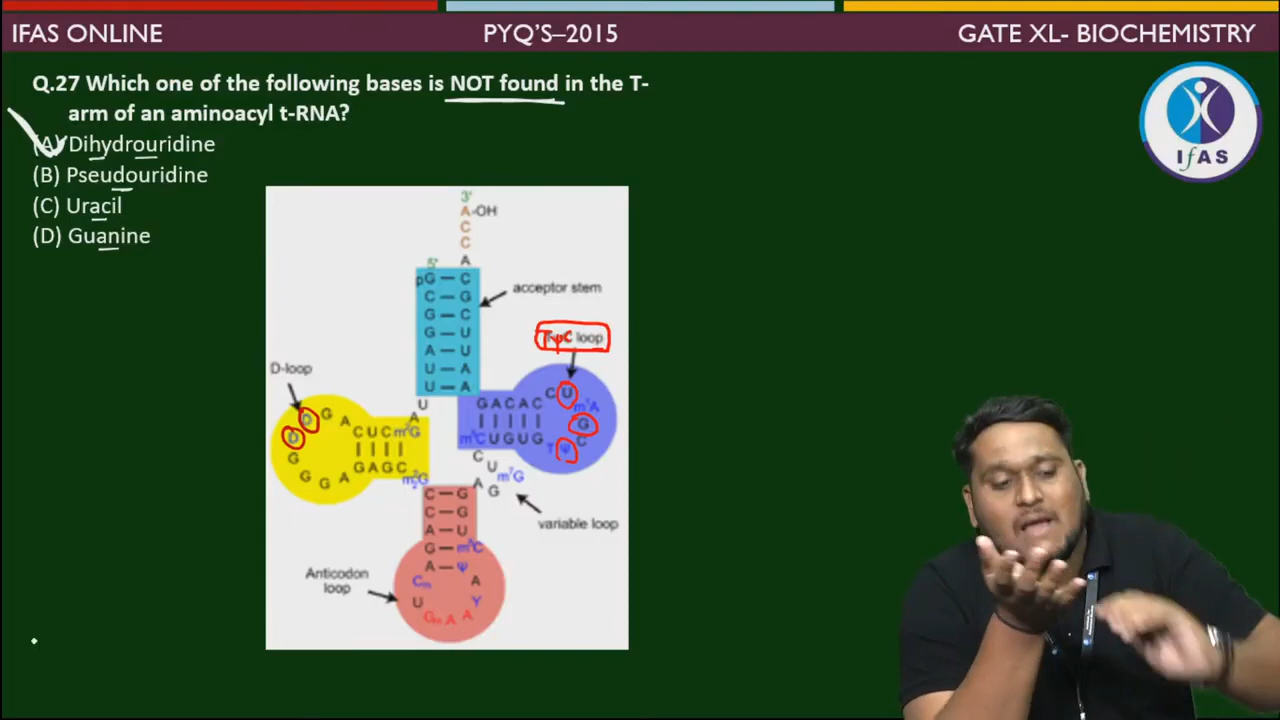 IFAS ONLINE
PYQ'S–2015
GATE XL- BIOCHEMISTRY
Q.27 Which one of the following bases is NOT found in the T-
arm of an aminoacyl t-RNA?
(A) Dihydrouridine
(B) Pseudouridine
(C) Uracil
(D) Guanine
IfAS
3'
A-OH
C
C
A
5'
pG C
C G
G C
G U
A U
U A
U A
acceptor stem
TψC loop
D-loop
U
A
D D G A
C U C m²G
G G G A
G A G C
m²₂G
G A C A C
C U
m¹A
G
C
m⁵C U G U G
T Ψ
C U
m⁷G
A G
variable loop
C G
C G
A U
G m⁵C
A Ψ
Cm A
U Y
Gm A A
Anticodon
loop